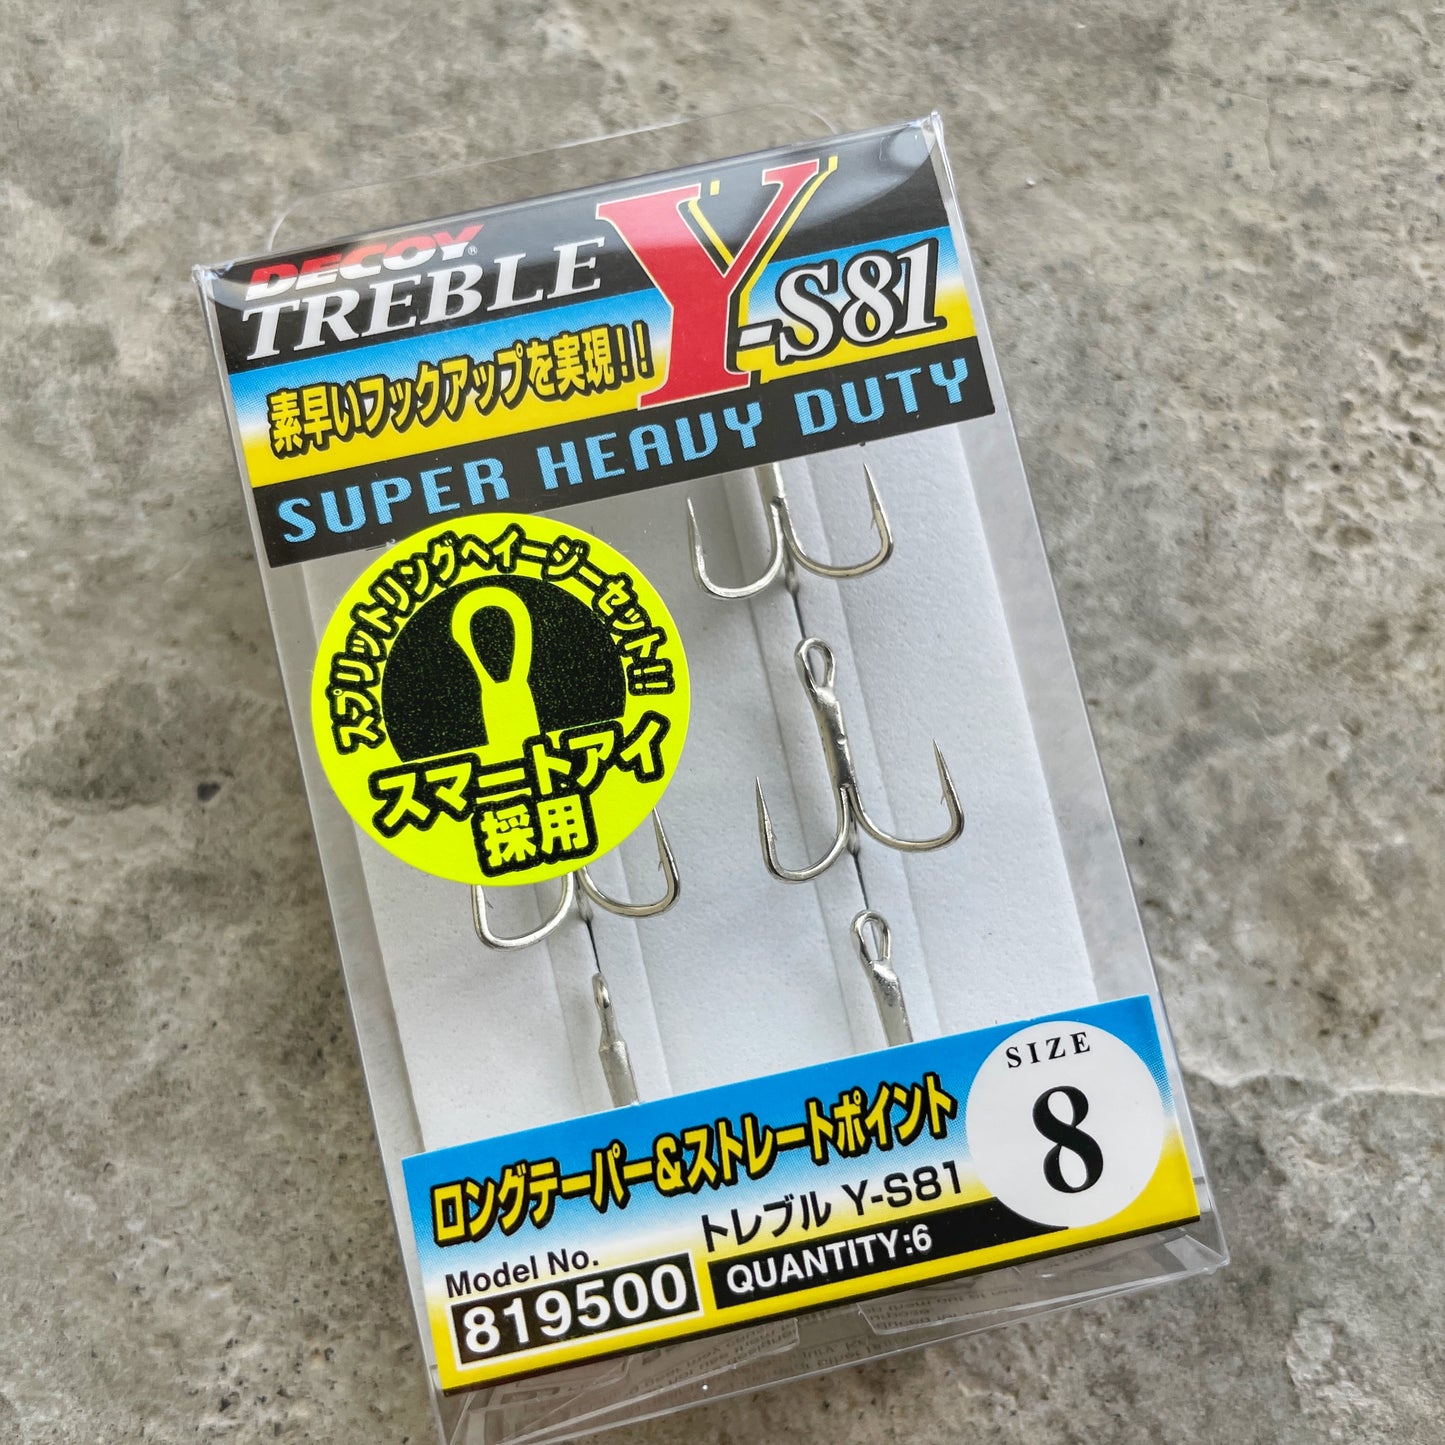 DECOY®
TREBLE Y-S81
素早いフックアップを実現!!
SUPER HEAVY DUTY
スプリットリングへイージーセット!!
スマートアイ
採用
SIZE
8
ロングテーパー&ストレートポイント
トレブル Y-S81
Model No.
819500
QUANTITY:6